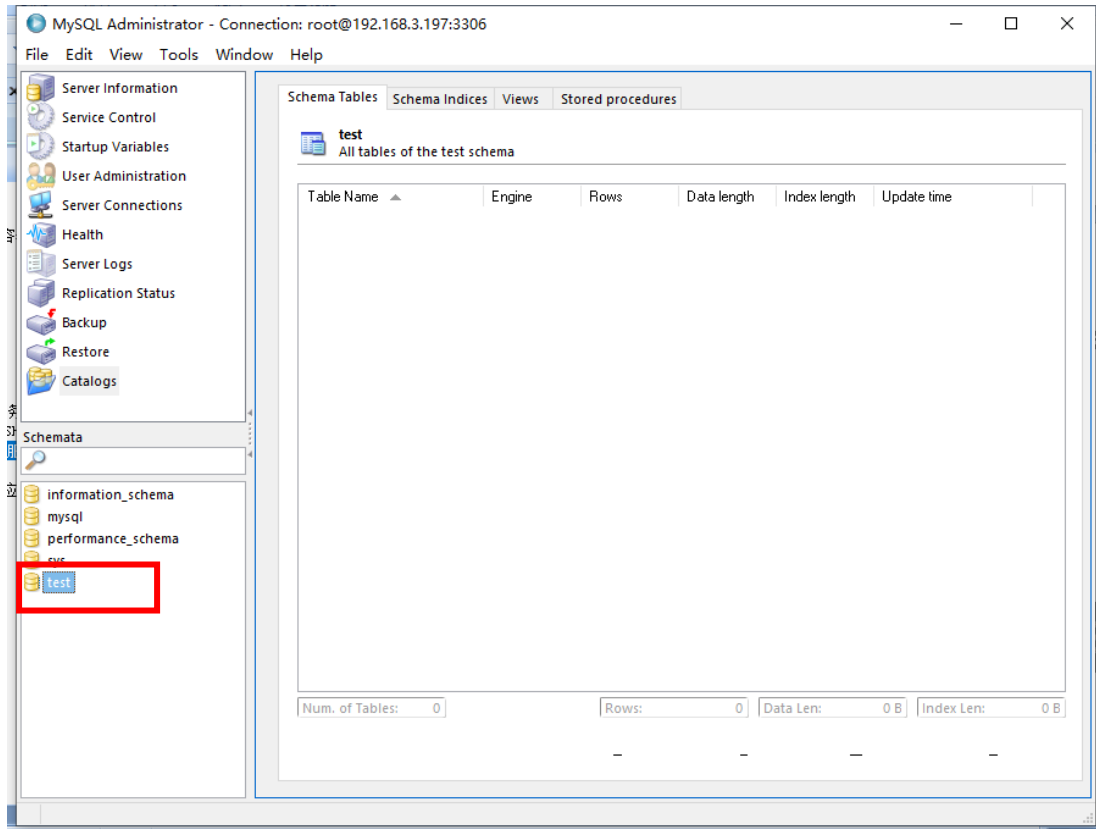 MySQL Administrator - Connection: root@192.168.3.197:3306
File Edit View Tools Window Help
Server Information
Service Control
Startup Variables
User Administration
Server Connections
Health
Server Logs
Replication Status
Backup
Restore
Catalogs
Schemata
information_schema
mysql
performance_schema
sys
test
Schema Tables Schema Indices Views Stored procedures
test
All tables of the test schema
Table Name Engine Rows Data length Index length Update time
Num. of Tables: 0 Rows: 0 Data Len: 0 B Index Len: 0 B